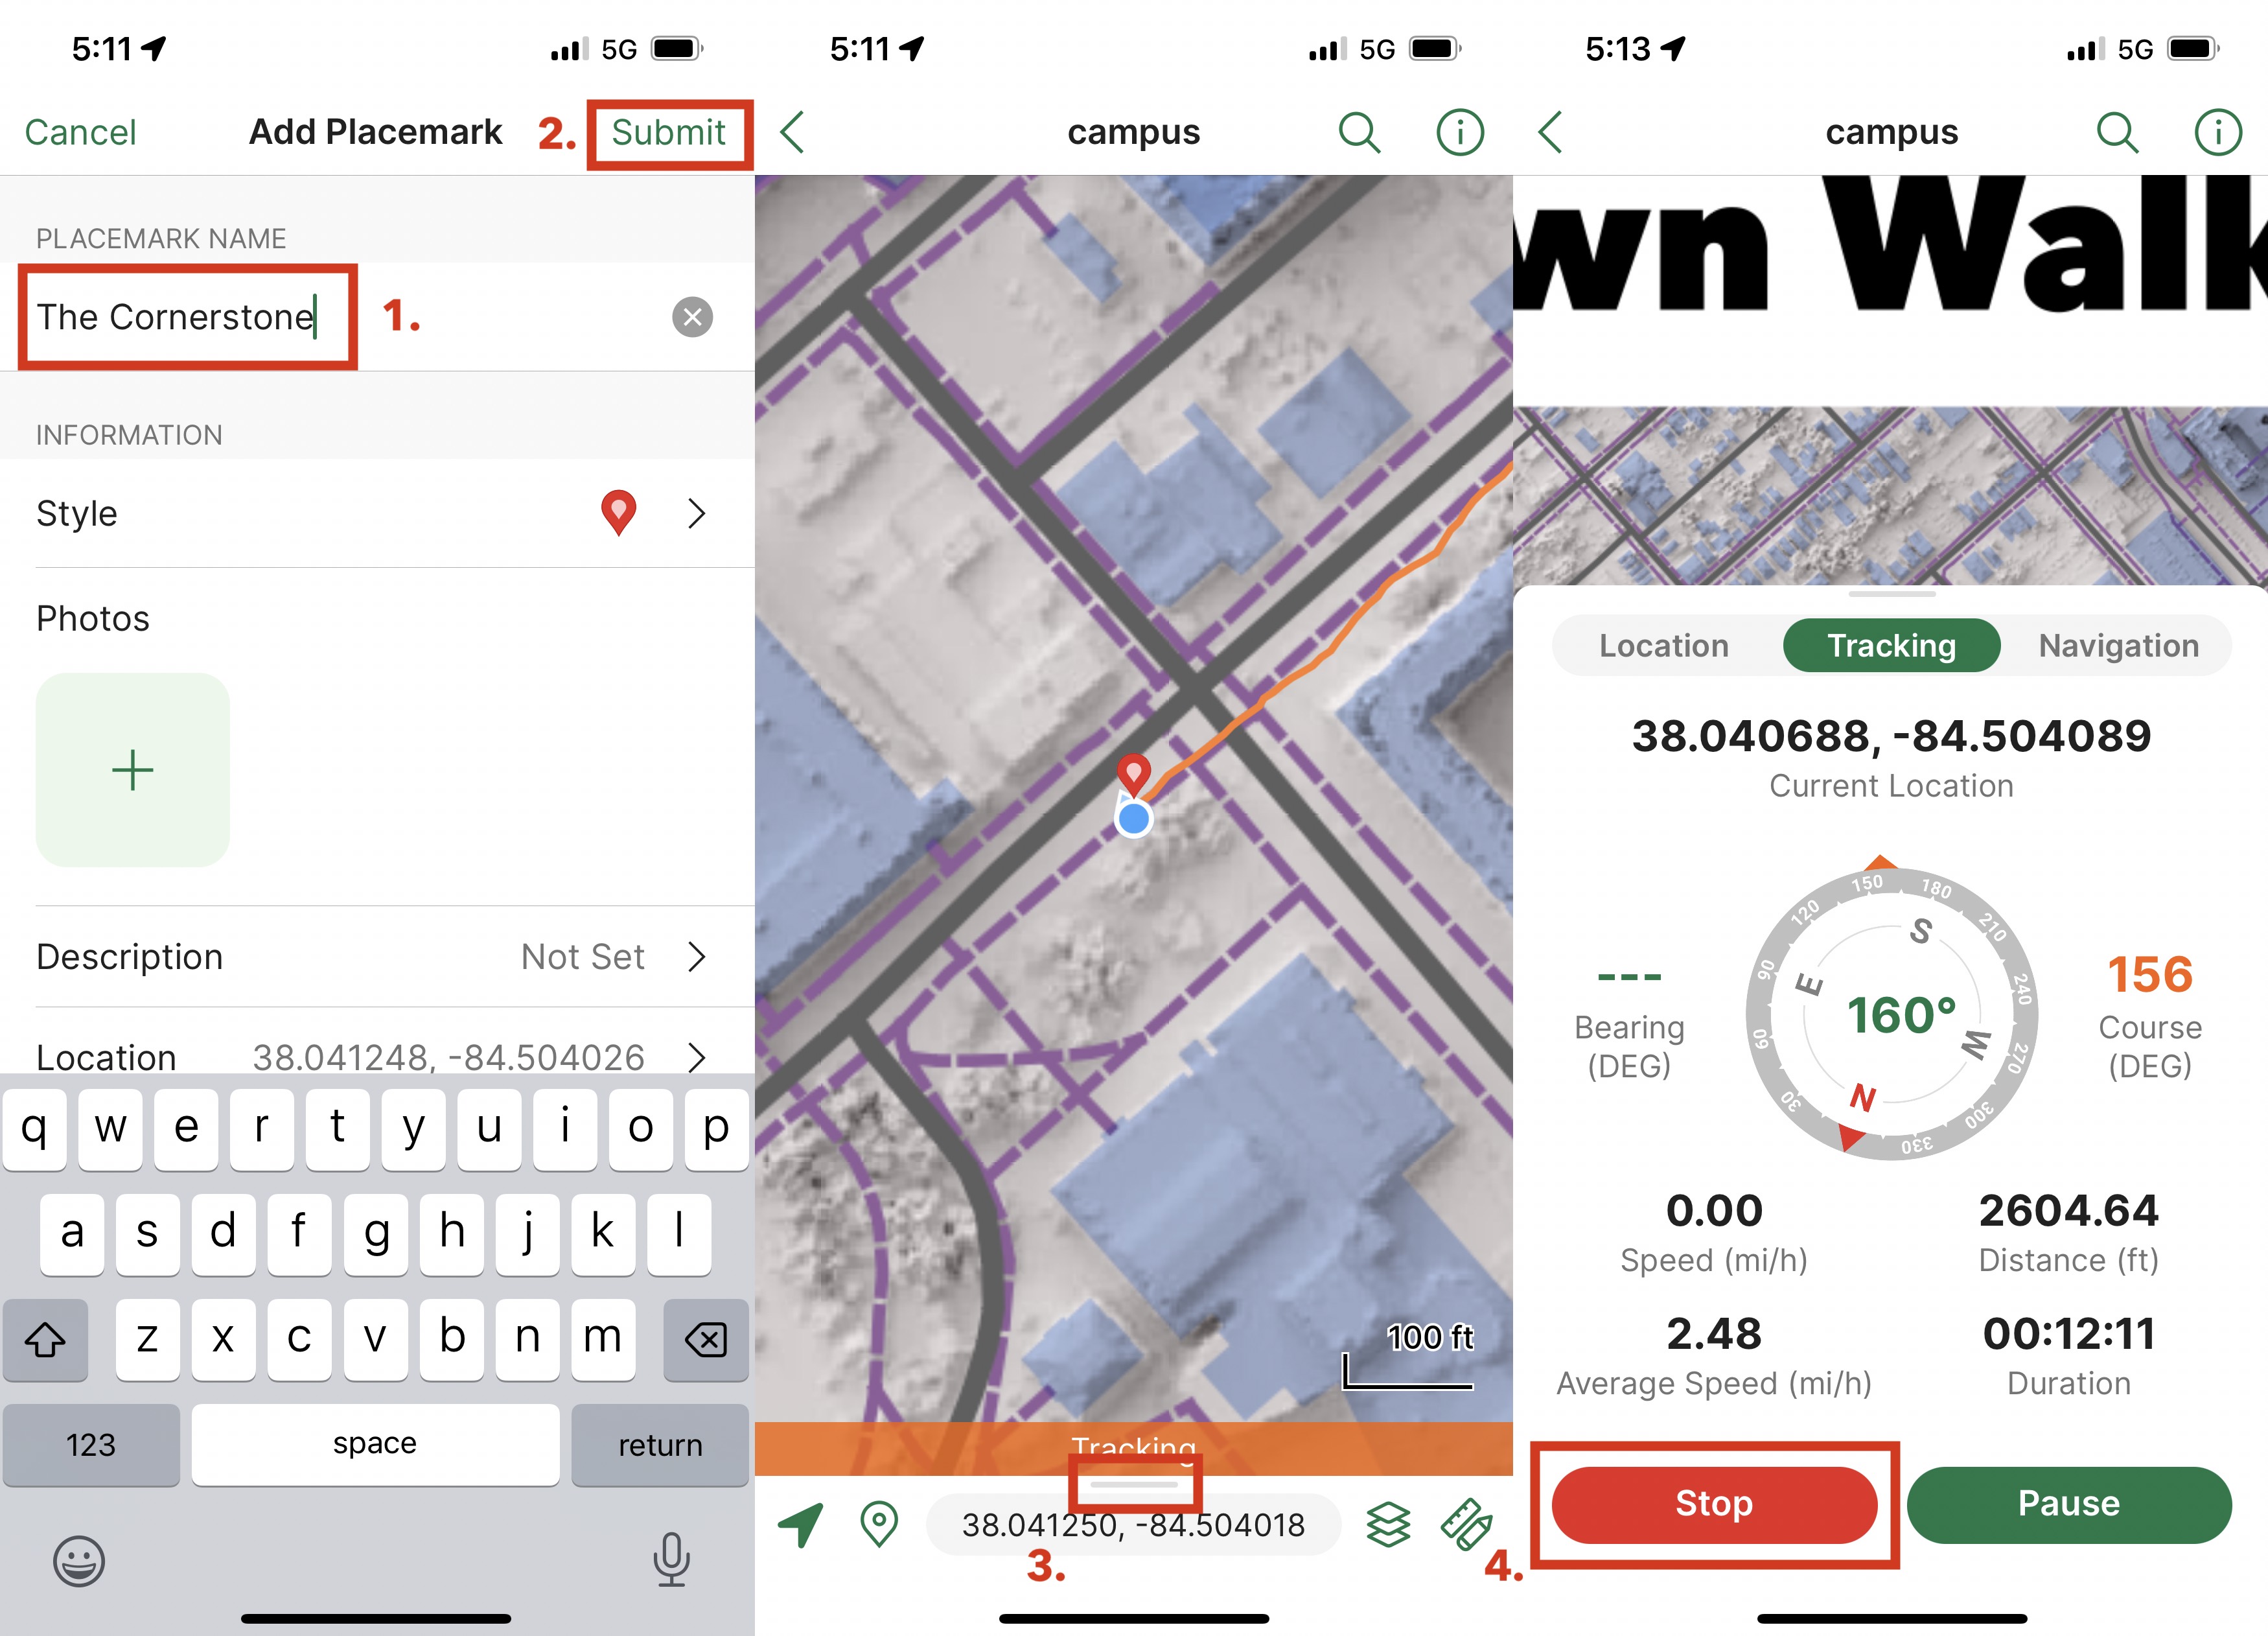 5:11
5G
Cancel
Add Placemark
2.
Submit
PLACEMARK NAME
The Cornerstone
1.
INFORMATION
Style
Photos
Description
Not Set
Location
38.041248, -84.504026
q w e r t y u i o p
a s d f g h j k l
z x c v b n m
123
space
return
5:11
5G
campus
100 ft
Tracking
38.041250, -84.504018
3.
5:13
5G
campus
wn Walk
Location
Tracking
Navigation
38.040688, -84.504089
Current Location
150
180
120
210
S
90
E
240
---
160°
156
Bearing
(DEG)
Course
(DEG)
60
W
270
N
30
300
330
0.00
Speed (mi/h)
2604.64
Distance (ft)
2.48
Average Speed (mi/h)
00:12:11
Duration
4.
Stop
Pause